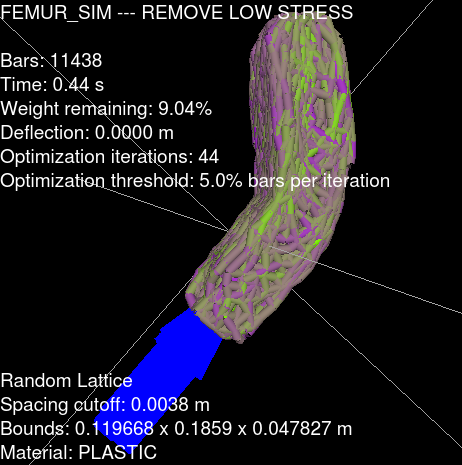 FEMUR_SIM --- REMOVE LOW STRESS
Bars: 11438
Time: 0.44 s
Weight remaining: 9.04%
Deflection: 0.0000 m
Optimization iterations: 44
Optimization threshold: 5.0% bars per iteration
Random Lattice
Spacing cutoff: 0.0038 m
Bounds: 0.119668 x 0.1859 x 0.047827 m
Material: PLASTIC